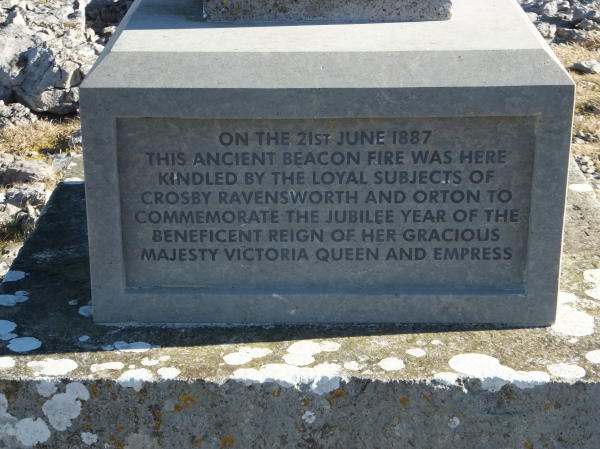 ON THE 21ST JUNE 1887
THIS ANCIENT BEACON FIRE WAS HERE
KINDLED BY THE LOYAL SUBJECTS OF
CROSBY RAVENSWORTH AND ORTON TO
COMMEMORATE THE JUBILEE YEAR OF THE
BENEFICENT REIGN OF HER GRACIOUS
MAJESTY VICTORIA QUEEN AND EMPRESS